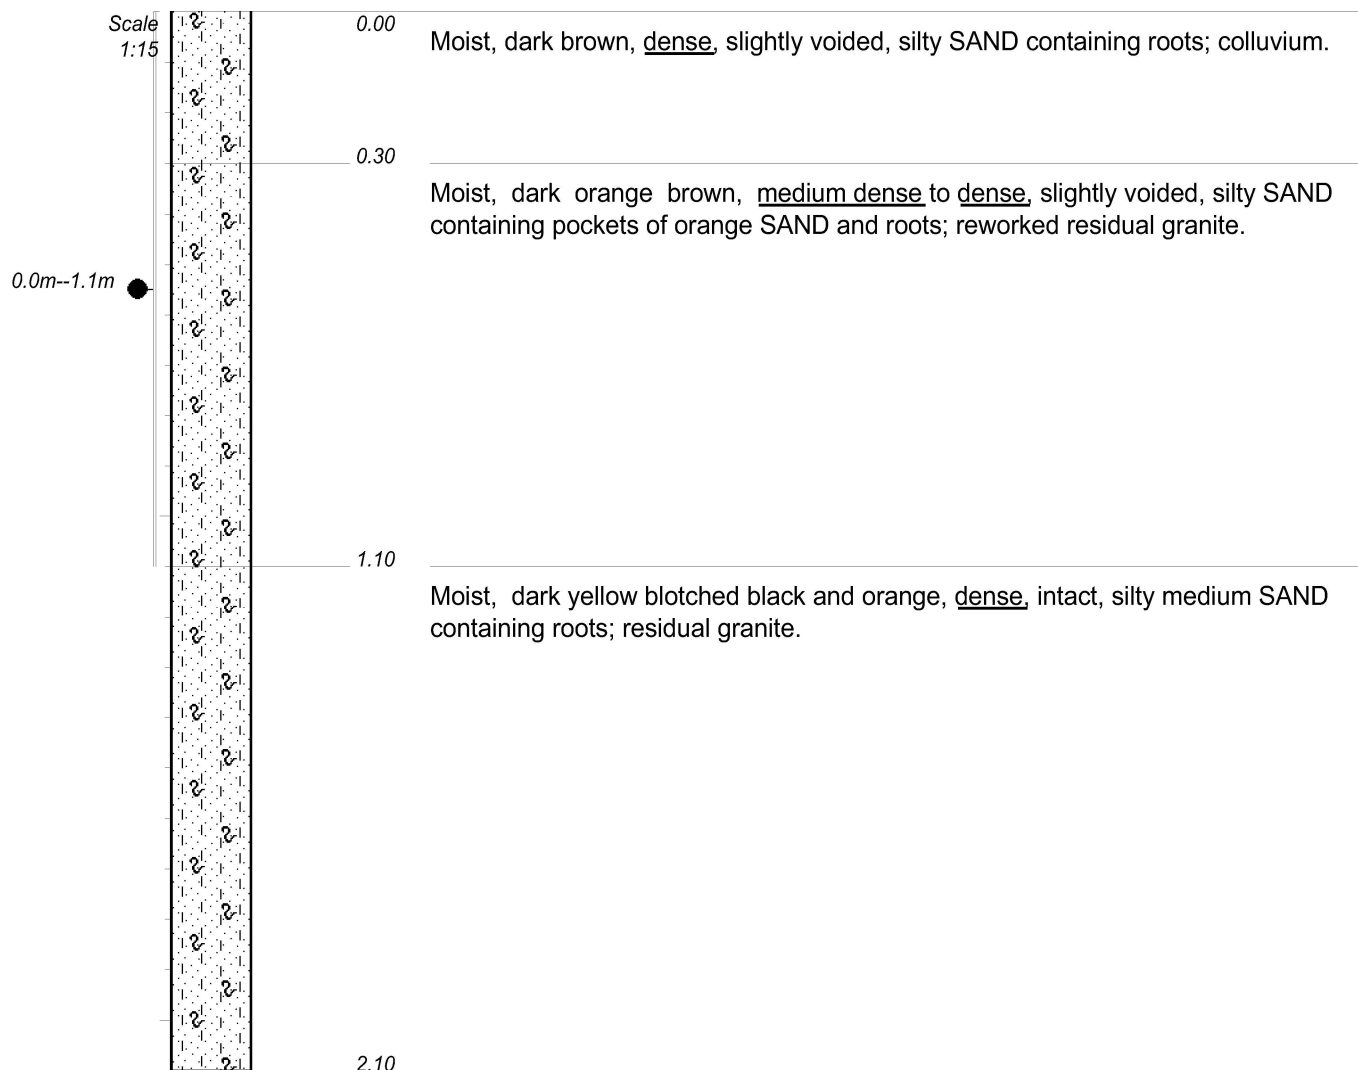 Scale
1:15
0.00
Moist, dark brown, dense, slightly voided, silty SAND containing roots; colluvium.
0.30
Moist, dark orange brown, medium dense to dense, slightly voided, silty SAND
containing pockets of orange SAND and roots; reworked residual granite.
0.0m--1.1m
1.10
Moist, dark yellow blotched black and orange, dense, intact, silty medium SAND
containing roots; residual granite.
2.10